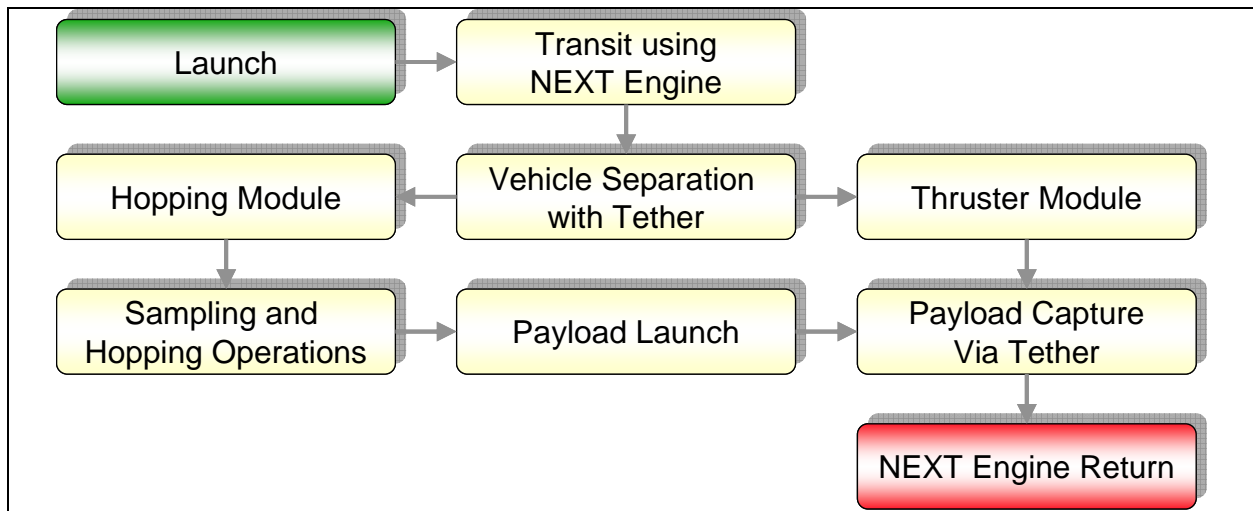 Launch
Transit using
NEXT Engine
Hopping Module
Vehicle Separation
with Tether
Thruster Module
Sampling and
Hopping Operations
Payload Launch
Payload Capture
Via Tether
NEXT Engine Return